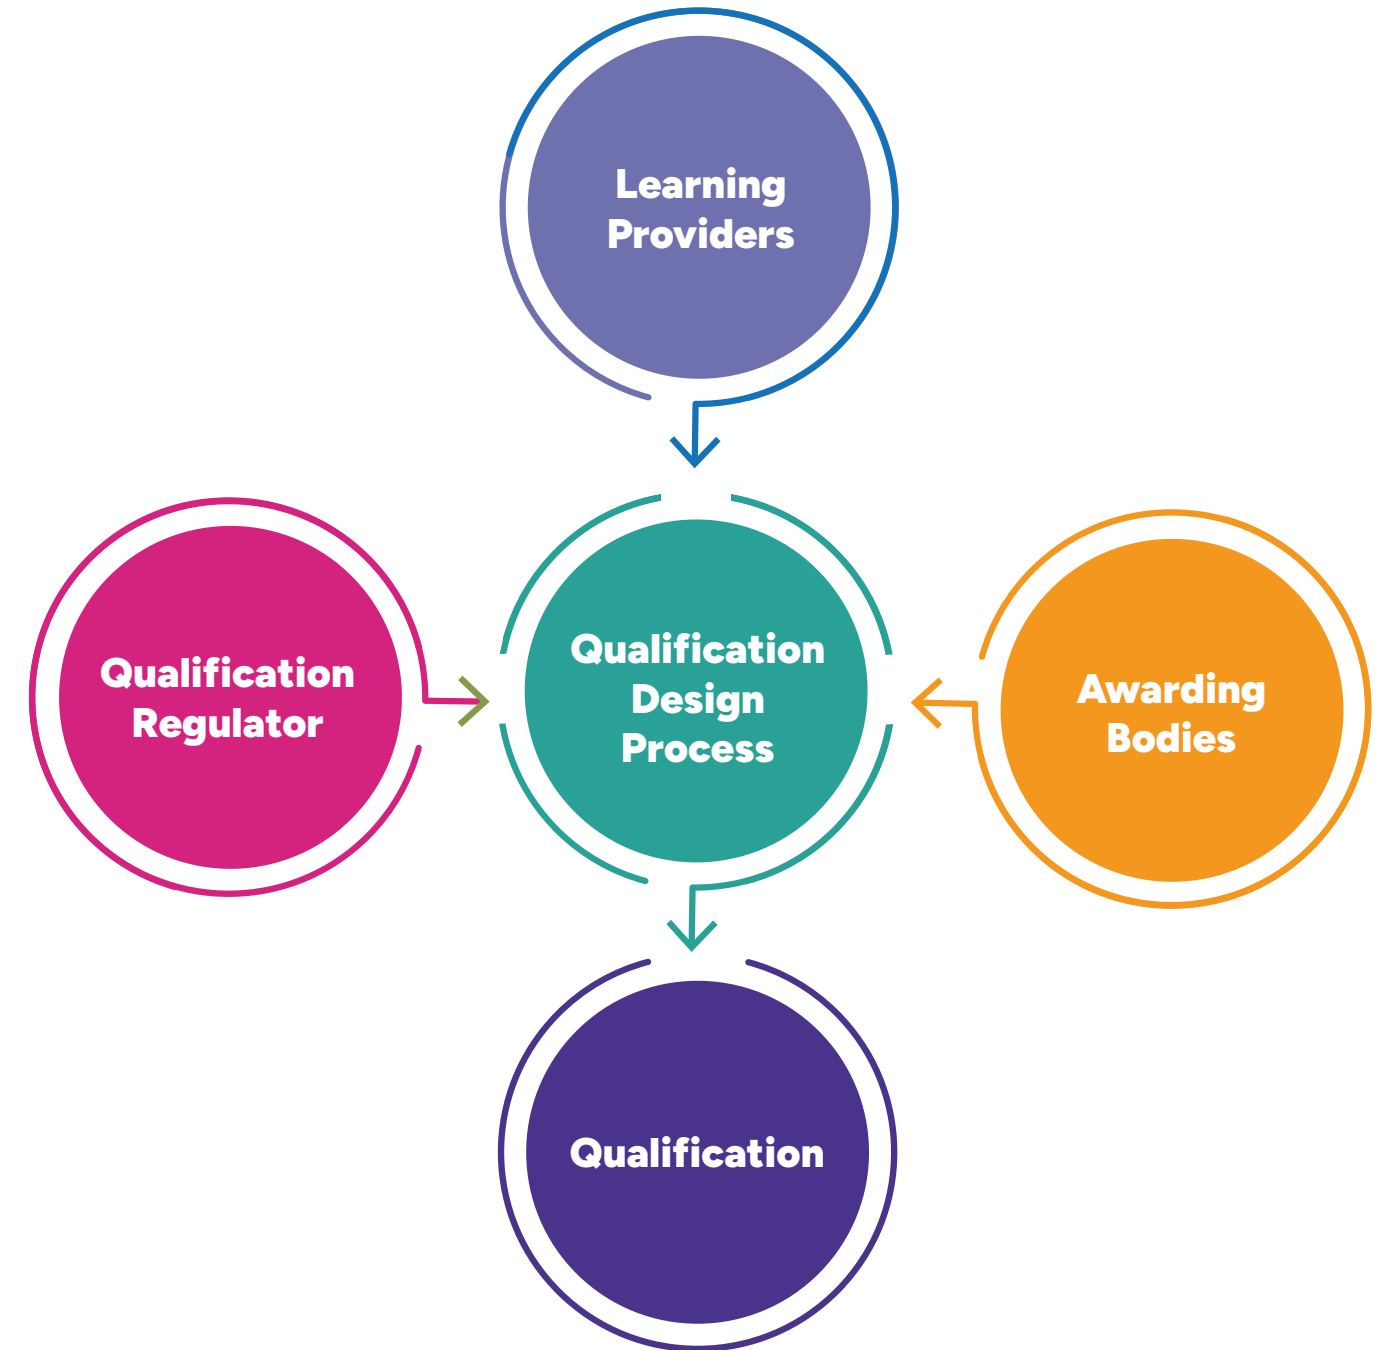 Learning
Providers
Qualification
Regulator
Qualification
Design
Process
Awarding
Bodies
Qualification